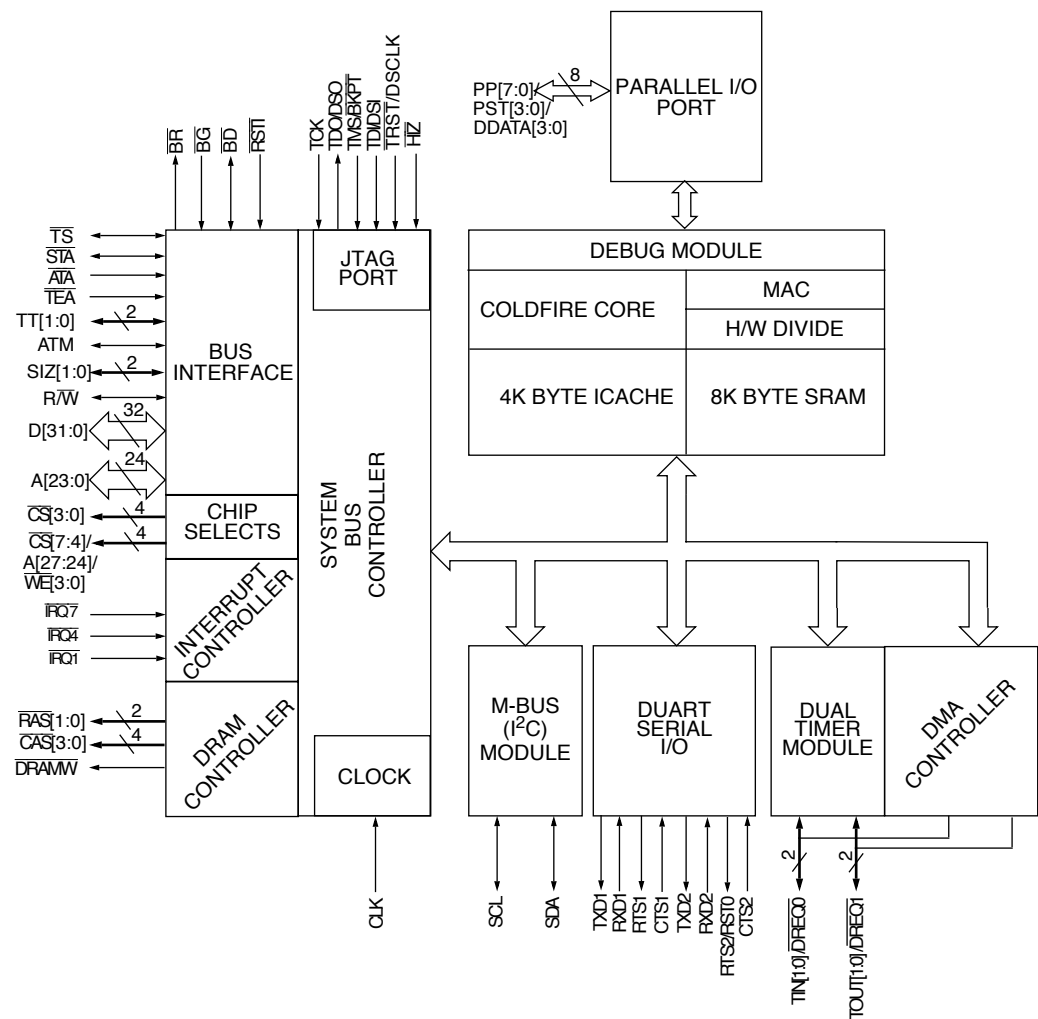 PARALLEL I/O
PORT
8
PP[7:0]/
PST[3:0]/
DDATA[3:0]
BR
BG
BD
RSTI
TCK
TDO/DSO
TMS/BKPT
TDI/DSI
TRST/DSCLK
HIZ
TS
STA
ATA
TEA
TT[1:0]
2
ATM
SIZ[1:0]
2
R/W
D[31:0]
32
A[23:0]
24
CS[3:0]
4
CS[7:4]/
4
A[27:24]/
WE[3:0]
IRQ7
IRQ4
IRQ1
RAS[1:0]
2
CAS[3:0]
4
DRAMW
BUS
INTERFACE
CHIP
SELECTS
INTERRUPT
CONTROLLER
DRAM
CONTROLLER
JTAG
PORT
SYSTEM
BUS
CONTROLLER
CLOCK
CLK
DEBUG MODULE
COLDFIRE CORE
MAC
H/W DIVIDE
4K BYTE ICACHE
8K BYTE SRAM
M-BUS
(I²C)
MODULE
DUART
SERIAL
I/O
DUAL
TIMER
MODULE
DMA
CONTROLLER
SCL
SDA
TXD1
RXD1
RTS1
CTS1
TXD2
RXD2
RTS2/RST0
CTS2
2
TIN[1:0]/DREQ0
2
TOUT[1:0]/DREQ1